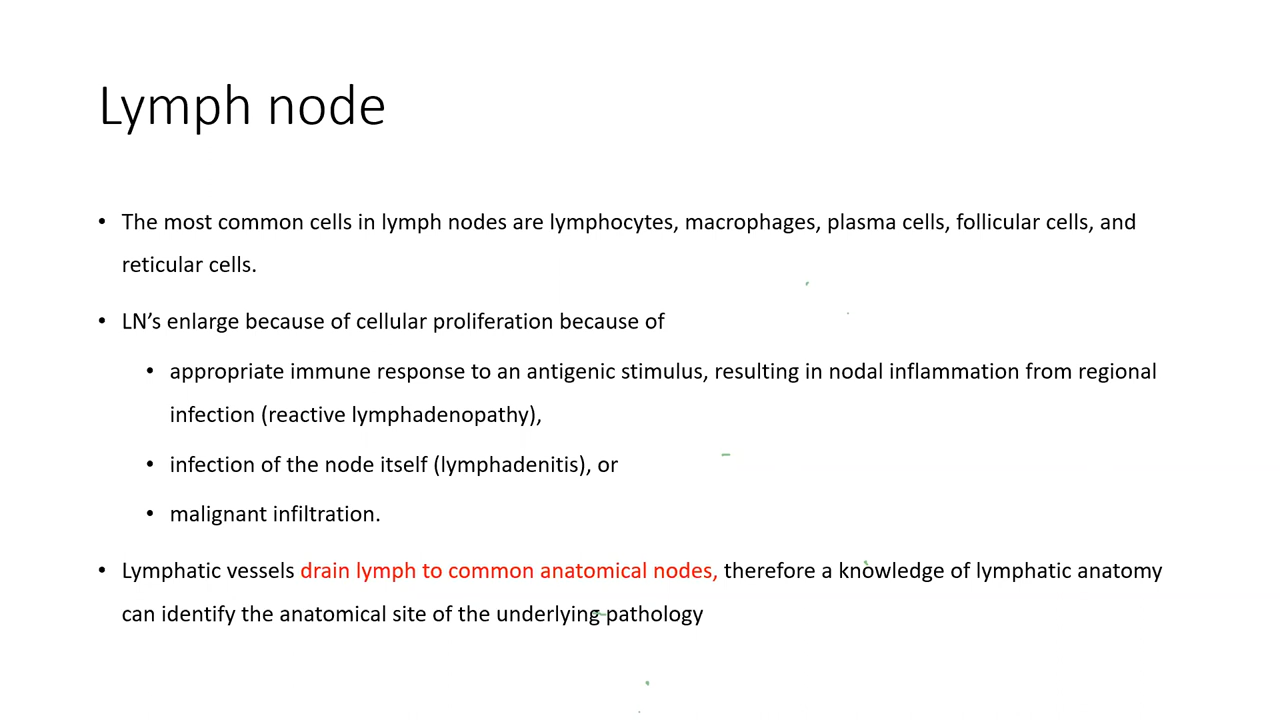 Lymph node
• The most common cells in lymph nodes are lymphocytes, macrophages, plasma cells, follicular cells, and
reticular cells.
• LN’s enlarge because of cellular proliferation because of
• appropriate immune response to an antigenic stimulus, resulting in nodal inflammation from regional
infection (reactive lymphadenopathy),
• infection of the node itself (lymphadenitis), or
• malignant infiltration.
• Lymphatic vessels drain lymph to common anatomical nodes, therefore a knowledge of lymphatic anatomy
can identify the anatomical site of the underlying pathology